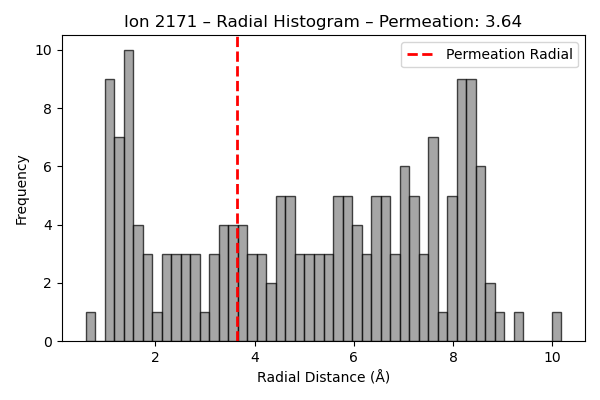 Ion 2171 – Radial Histogram – Permeation: 3.64
Permeation Radial
Frequency
10
8
6
4
2
0
2 4 6 8 10
Radial Distance (Å)